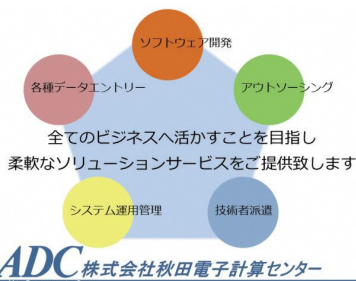 ソフトウェア開発
各種データエントリー
アウトソーシング
全てのビジネスへ活かすことを目指し
柔軟なソリューションサービスをご提供致します
システム運用管理
技術者派遣
ADC 株式会社秋田電子計算センター